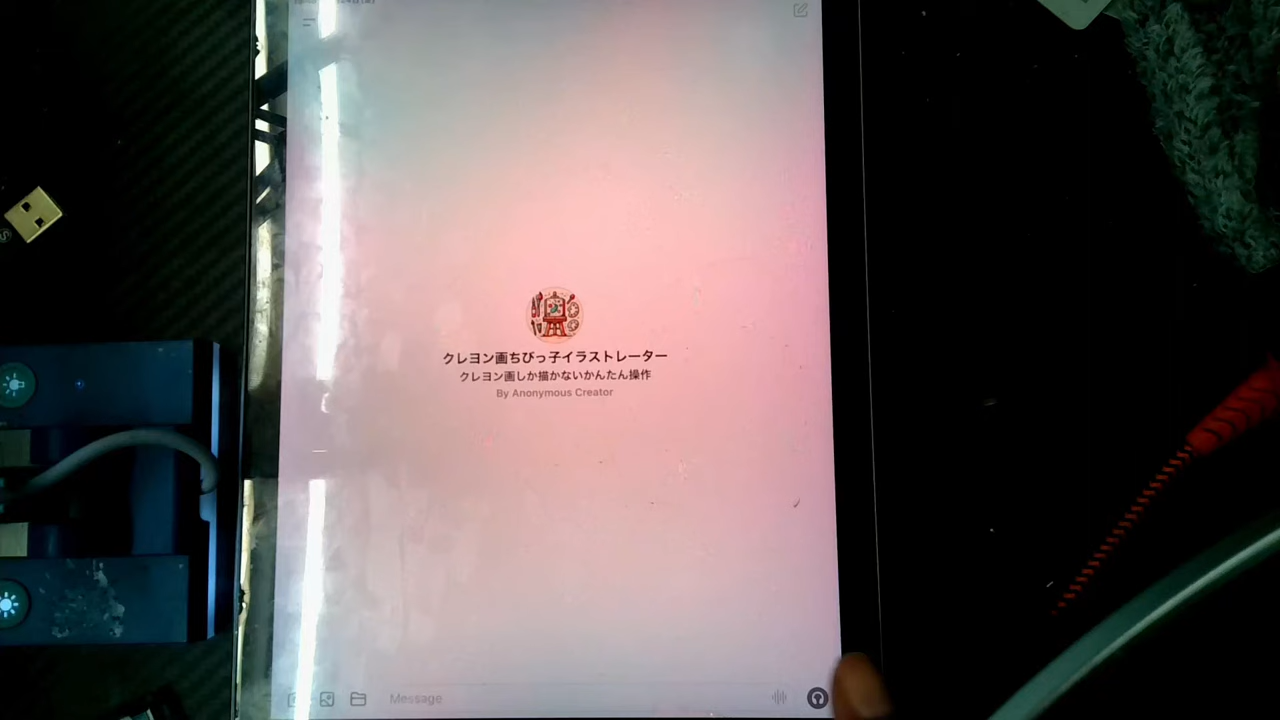 クレヨン画ちびっ子イラストレーター
クレヨン画しか描かないかんたん操作
By Anonymous Creator
Message